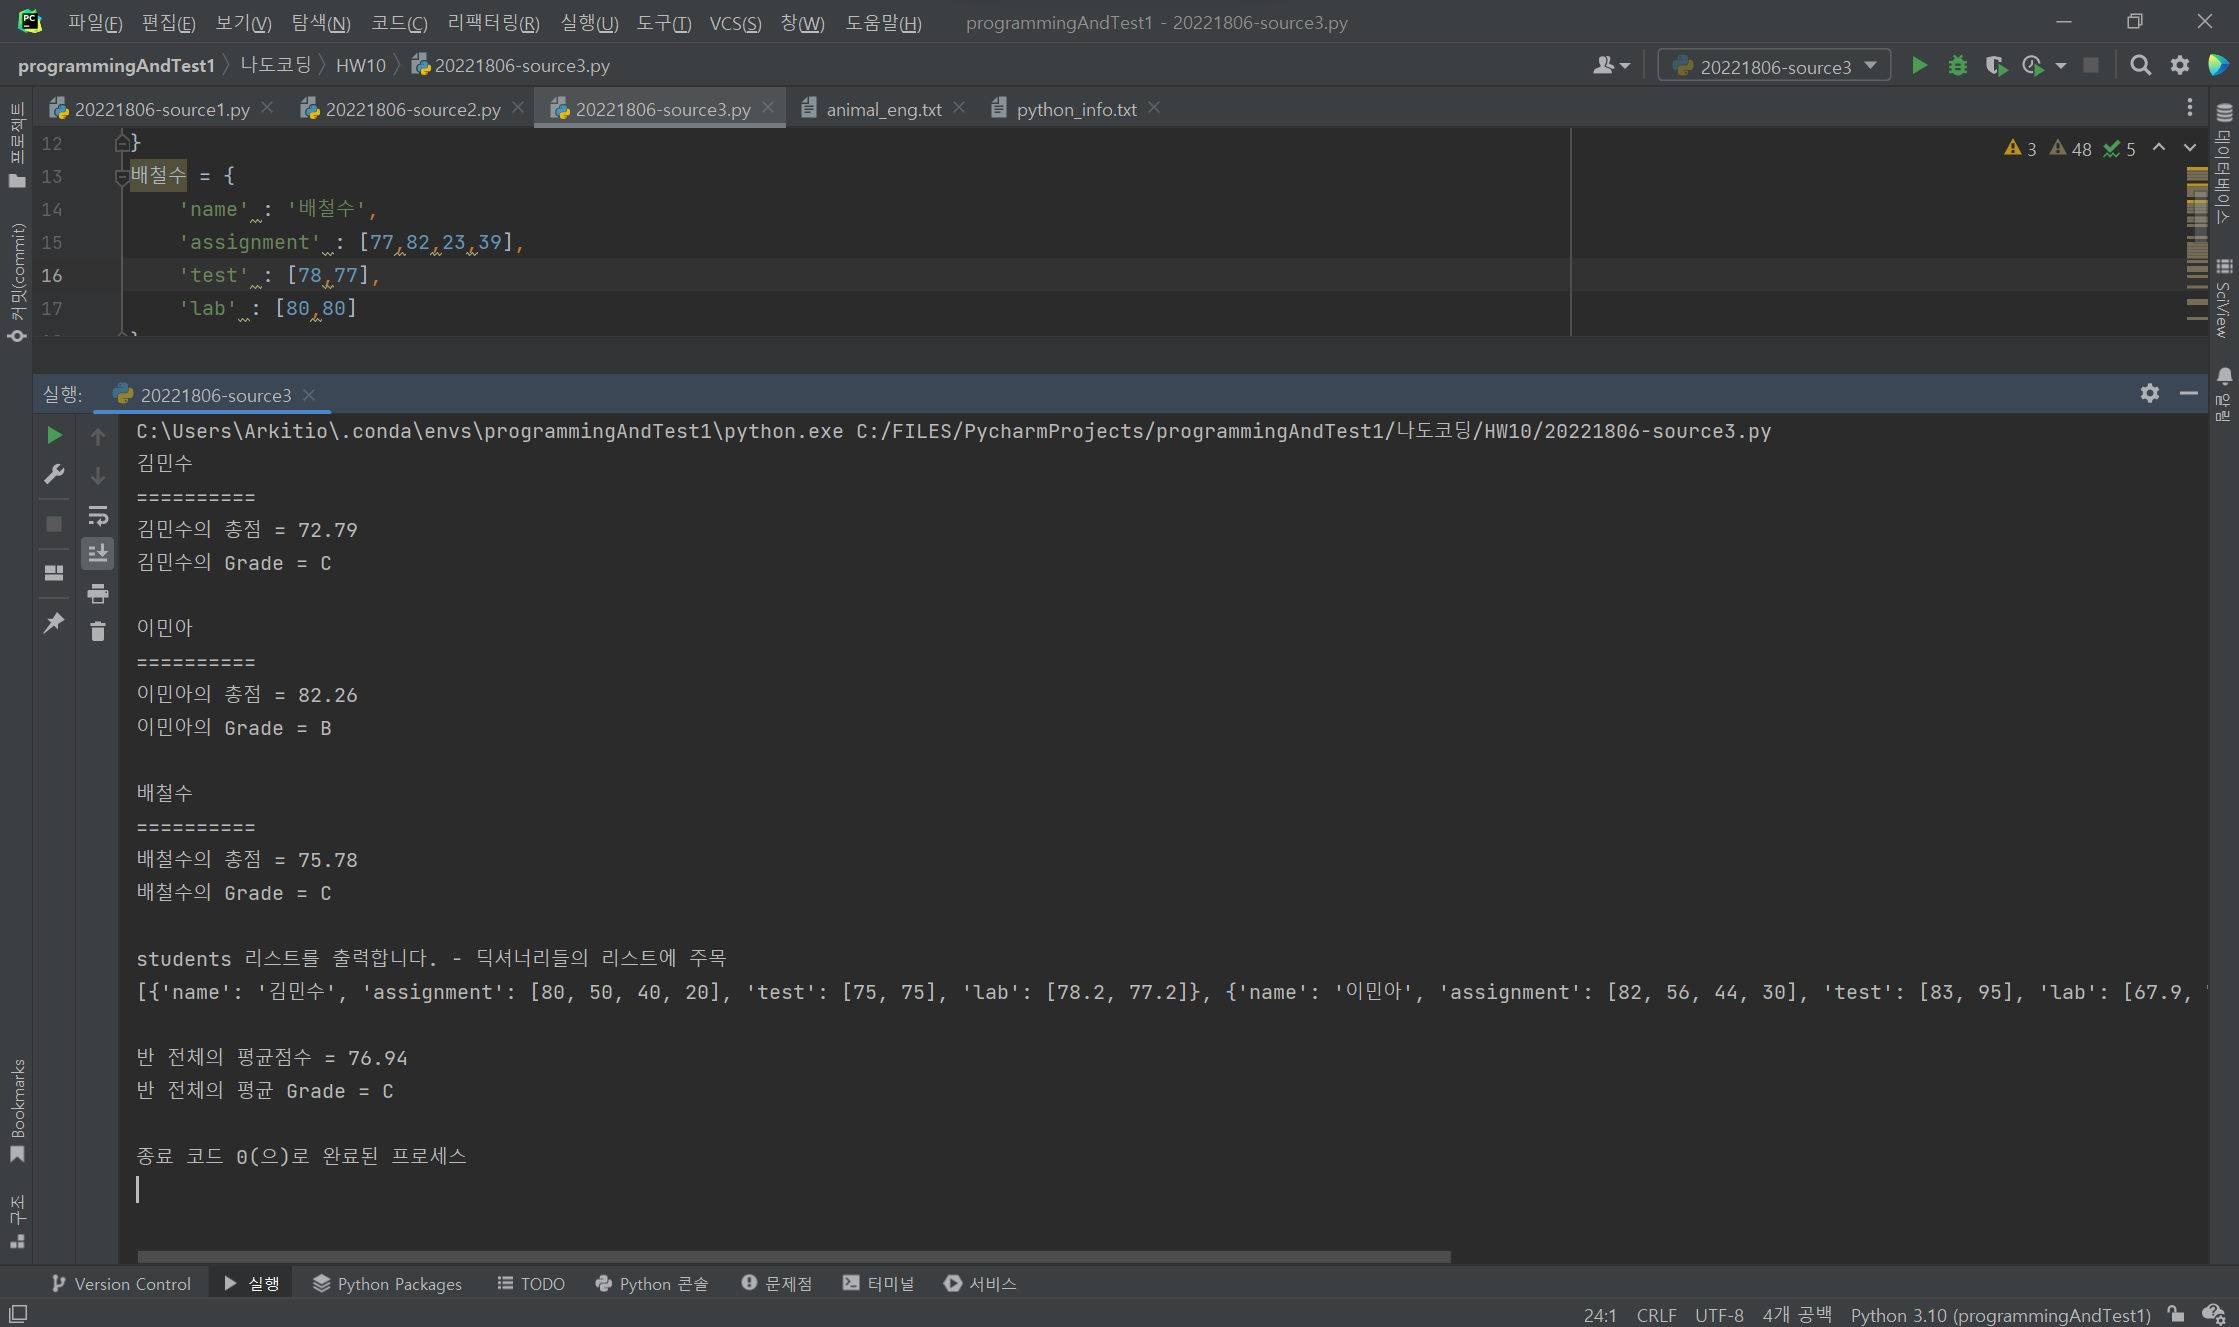 파일(F) 편집(E) 보기(V) 탐색(N) 코드(C) 리팩터링(R) 실행(U) 도구(T) VCS(S) 창(W) 도움말(H) programmingAndTest1 - 20221806-source3.py
programmingAndTest1 나도코딩 HW10 20221806-source3.py 20221806-source3
20221806-source1.py 20221806-source2.py 20221806-source3.py animal_eng.txt python_info.txt
프로젝트
커밋(commit)
Bookmarks
구조
12 }
3 48 5
13 배철수 = {
14 'name' : '배철수',
15 'assignment' : [77,82,23,39],
16 'test' : [78,77],
17 'lab' : [80,80]
데이터베이스
SciView
알림
실행: 20221806-source3
C:\Users\Arkitio\.conda\envs\programmingAndTest1\python.exe C:/FILES/PycharmProjects/programmingAndTest1/나도코딩/HW10/20221806-source3.py
김민수
==========
김민수의 총점 = 72.79
김민수의 Grade = C
이민아
==========
이민아의 총점 = 82.26
이민아의 Grade = B
배철수
==========
배철수의 총점 = 75.78
배철수의 Grade = C
students 리스트를 출력합니다. - 딕셔너리들의 리스트에 주목
[{'name': '김민수', 'assignment': [80, 50, 40, 20], 'test': [75, 75], 'lab': [78.2, 77.2]}, {'name': '이민아', 'assignment': [82, 56, 44, 30], 'test': [83, 95], 'lab': [67.9,
반 전체의 평균점수 = 76.94
반 전체의 평균 Grade = C
종료 코드 0(으)로 완료된 프로세스
Version Control 실행 Python Packages TODO Python 콘솔 문제점 터미널 서비스
24:1 CRLF UTF-8 4개 공백 Python 3.10 (programmingAndTest1)